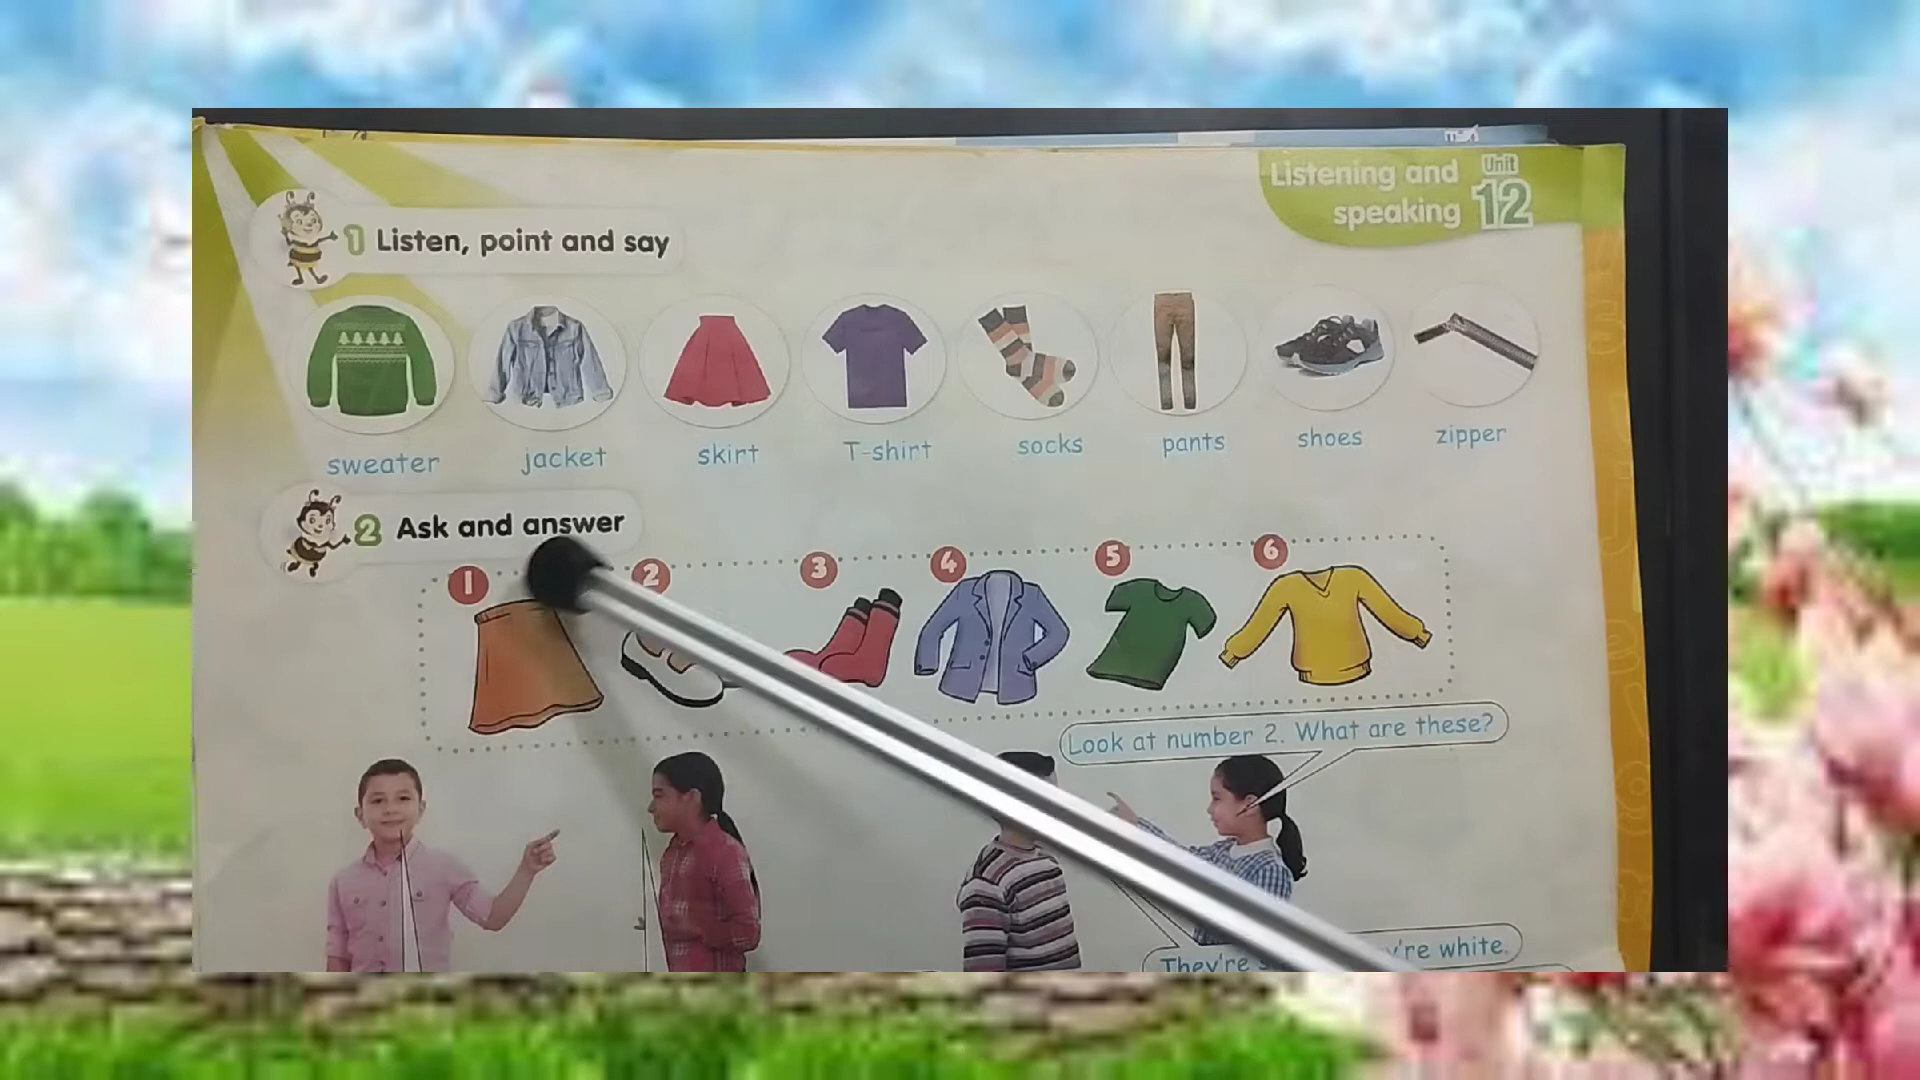 Listening and
speaking
Unit
12
1 Listen, point and say
sweater
jacket
skirt
T-shirt
socks
pants
shoes
zipper
2 Ask and answer
1
2
3
4
5
6
Look at number 2. What are these?
They're
white.